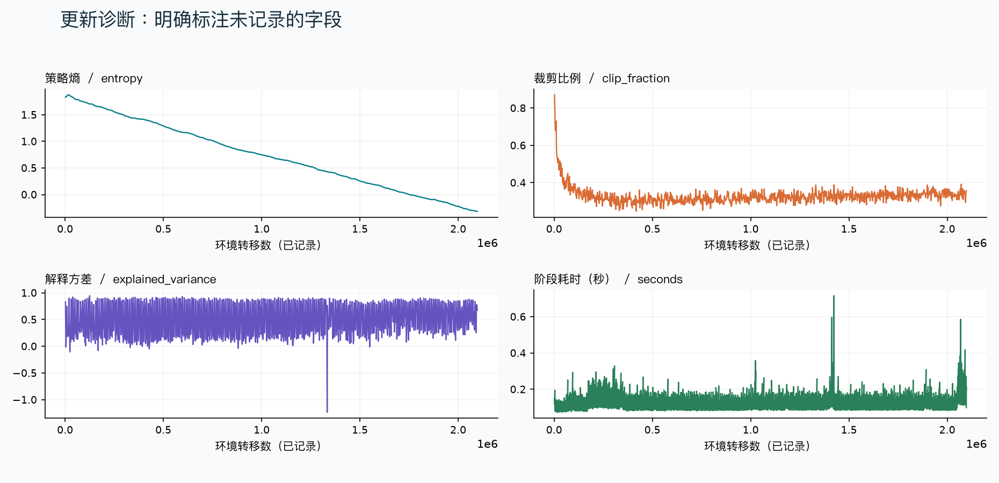 更新诊断：明确标注未记录的字段
策略熵 / entropy
1.5
1.0
0.5
0.0
0.0 0.5 1.0 1.5 2.0
1e6
环境转移数（已记录）
裁剪比例 / clip_fraction
0.8
0.6
0.4
0.0 0.5 1.0 1.5 2.0
1e6
环境转移数（已记录）
解释方差 / explained_variance
1.0
0.5
0.0
−0.5
−1.0
0.0 0.5 1.0 1.5 2.0
1e6
环境转移数（已记录）
阶段耗时（秒） / seconds
0.6
0.4
0.2
0.0 0.5 1.0 1.5 2.0
1e6
环境转移数（已记录）